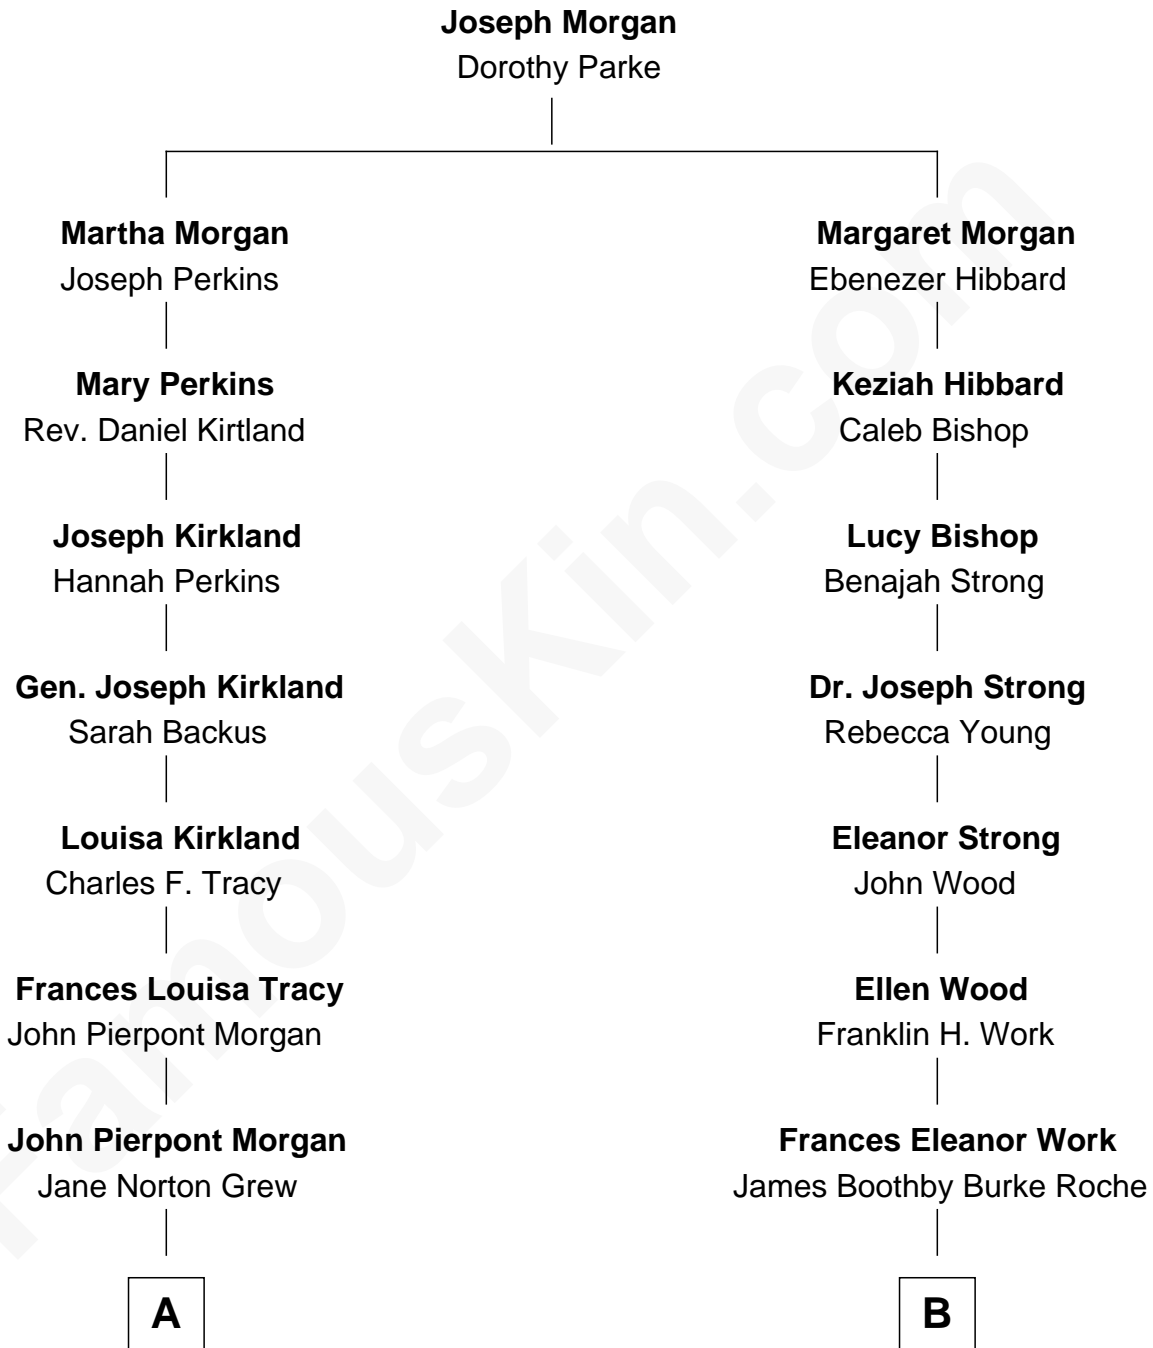 Joseph Morgan
Dorothy Parke
Martha Morgan
Joseph Perkins
Mary Perkins
Rev. Daniel Kirtland
Joseph Kirkland
Hannah Perkins
Gen. Joseph Kirkland
Sarah Backus
Louisa Kirkland
Charles F. Tracy
Frances Louisa Tracy
John Pierpont Morgan
John Pierpont Morgan
Jane Norton Grew
A
Margaret Morgan
Ebenezer Hibbard
Keziah Hibbard
Caleb Bishop
Lucy Bishop
Benajah Strong
Dr. Joseph Strong
Rebecca Young
Eleanor Strong
John Wood
Ellen Wood
Franklin H. Work
Frances Eleanor Work
James Boothby Burke Roche
B
FamousKin.com